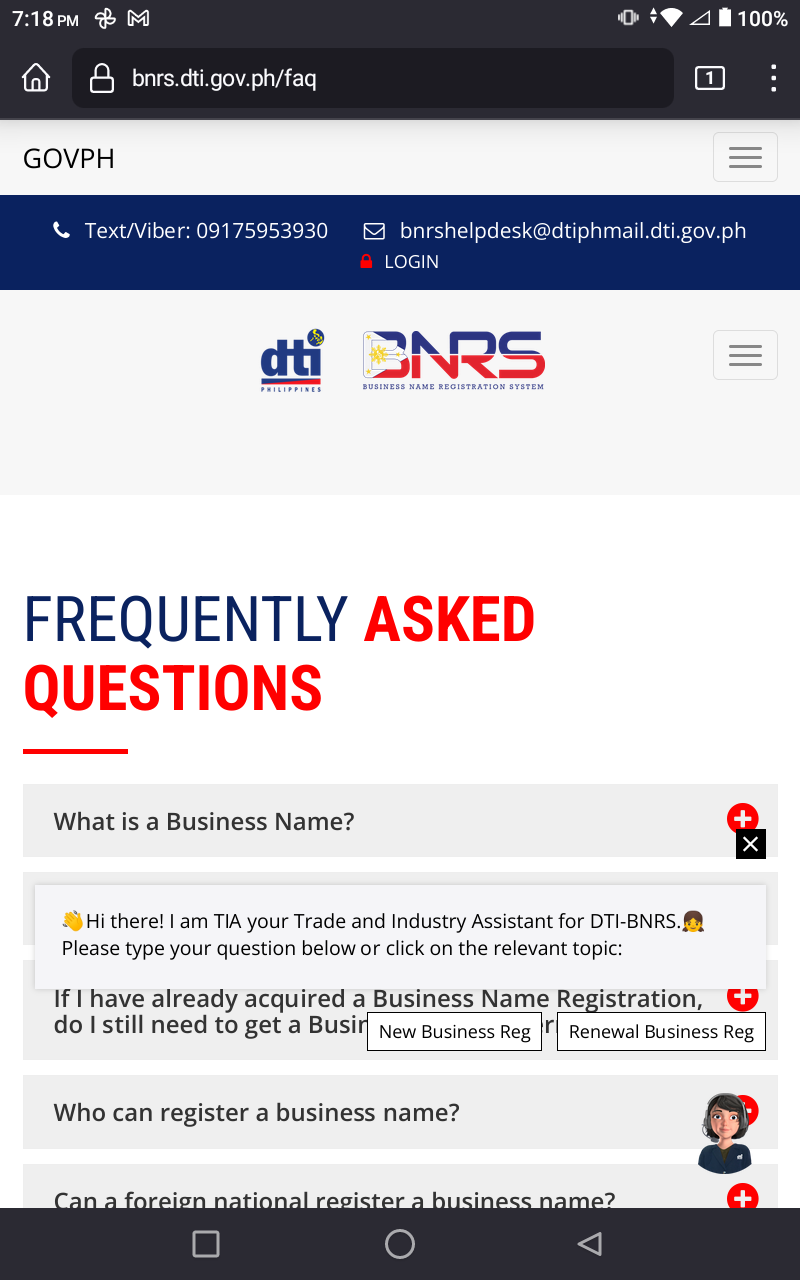 7:18 PM 100%
bnrs.dti.gov.ph/faq 1
GOVPH
Text/Viber: 09175953930 bnrshelpdesk@dtiphmail.dti.gov.ph
LOGIN
dti BNRS
PHILIPPINES BUSINESS NAME REGISTRATION SYSTEM
FREQUENTLY ASKED
QUESTIONS
What is a Business Name?
👋Hi there! I am TIA your Trade and Industry Assistant for DTI-BNRS.👧
Please type your question below or click on the relevant topic:
If I have already acquired a Business Name Registration,
do I still need to get a
New Business Reg Renewal Business Reg
Who can register a business name?
Can a foreign national register a business name?